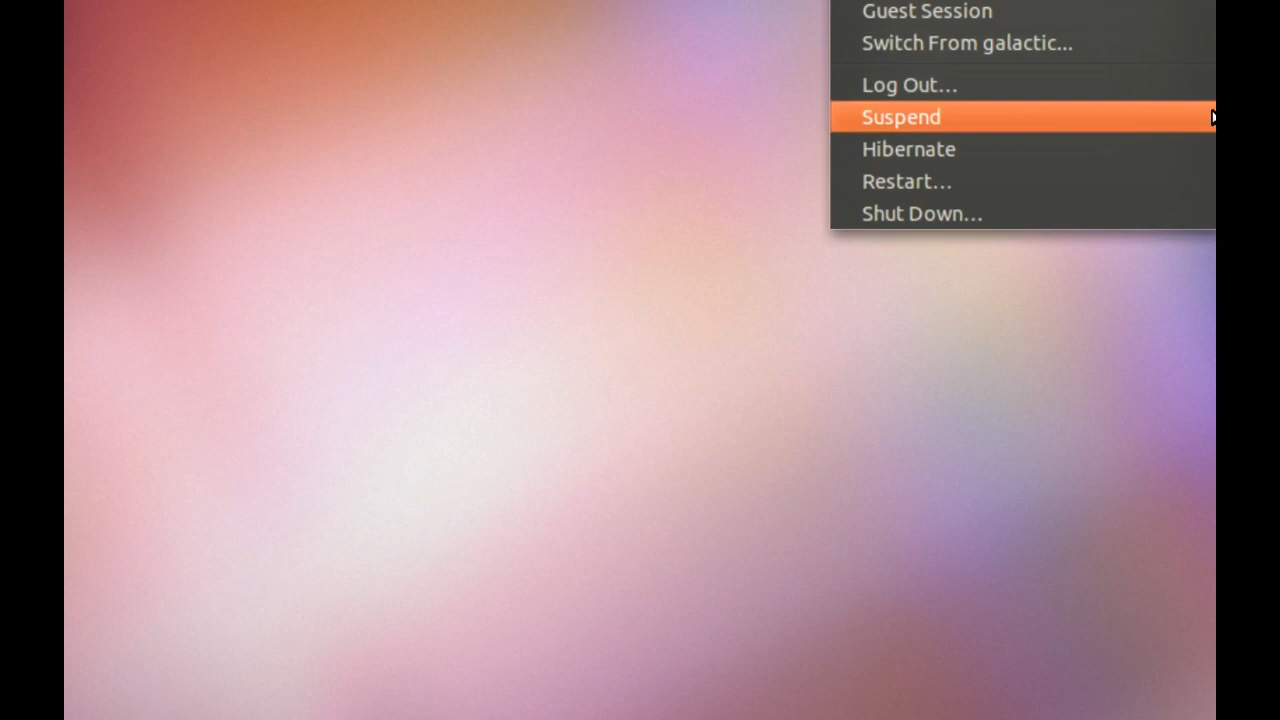 Guest Session
Switch From galactic...
Log Out...
Suspend
Hibernate
Restart...
Shut Down...